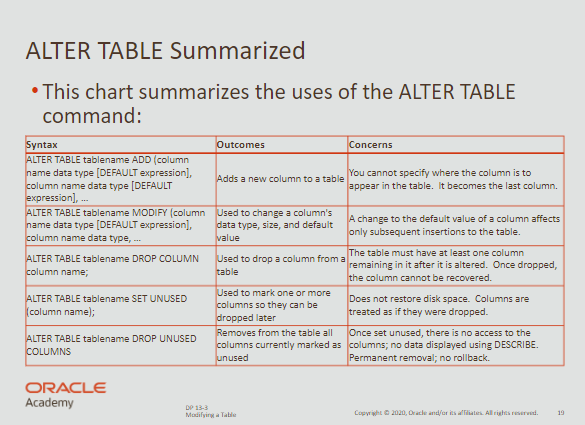 ALTER TABLE Summarized
•This chart summarizes the uses of the ALTER TABLE
command:
Syntax
Outcomes
Concerns
ALTER TABLE tablename ADD (column
name data type [DEFAULT expression],
column name data type [DEFAULT
expression], ...
Adds a new column to a table
You cannot specify where the column is to
appear in the table. It becomes the last column.
ALTER TABLE tablename MODIFY (column
name data type [DEFAULT expression],
column name data type, ...
Used to change a column's
data type, size, and default
value
A change to the default value of a column affects
only subsequent insertions to the table.
ALTER TABLE tablename DROP COLUMN
column name;
Used to drop a column from a
table
The table must have at least one column
remaining in it after it is altered. Once dropped,
the column cannot be recovered.
ALTER TABLE tablename SET UNUSED
(column name);
Used to mark one or more
columns so they can be
dropped later
Does not restore disk space. Columns are
treated as if they were dropped.
ALTER TABLE tablename DROP UNUSED
COLUMNS
Removes from the table all
columns currently marked as
unused
Once set unused, there is no access to the
columns; no data displayed using DESCRIBE.
Permanent removal; no rollback.
ORACLE
Academy
DP 13-3
Modifying a Table
Copyright © 2020, Oracle and/or its affiliates. All rights reserved.
19